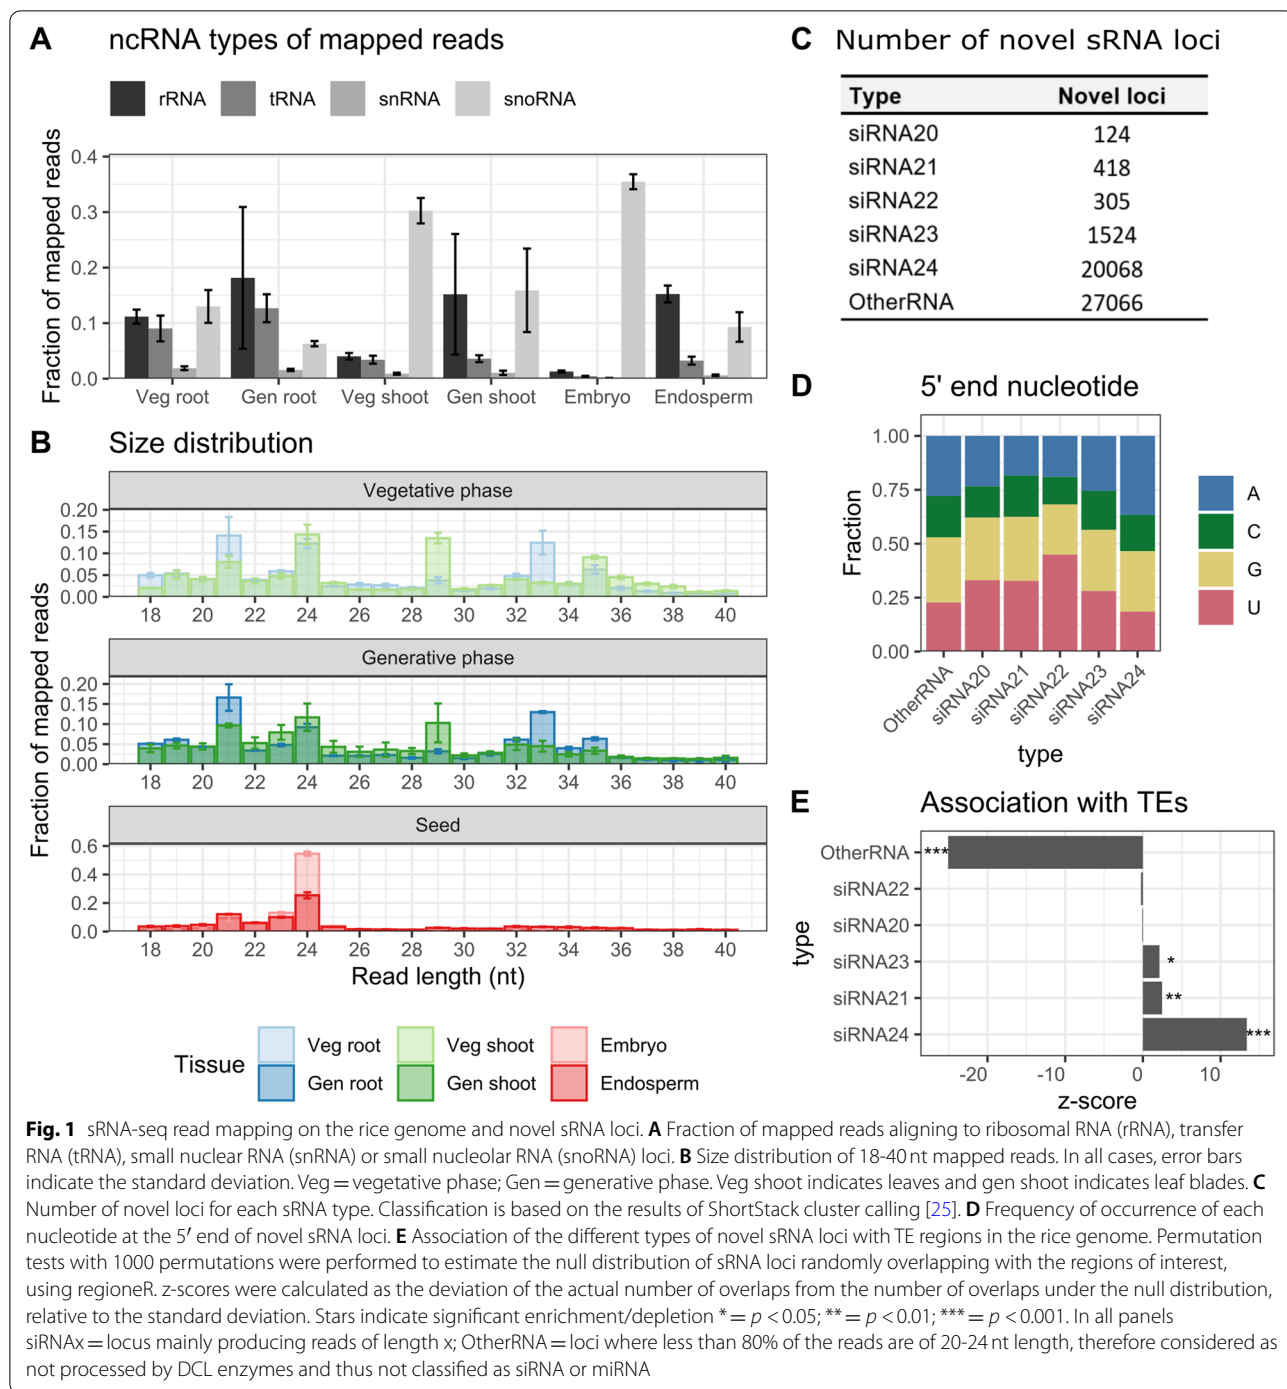 A ncRNA types of mapped reads
rRNA tRNA snRNA snoRNA
Fraction of mapped reads
0.4
0.3
0.2
0.1
0.0
Veg root Gen root Veg shoot Gen shoot Embryo Endosperm
B Size distribution
Fraction of mapped reads
Vegetative phase
0.20
0.15
0.10
0.05
0.00
18 20 22 24 26 28 30 32 34 36 38 40
Generative phase
0.20
0.15
0.10
0.05
0.00
18 20 22 24 26 28 30 32 34 36 38 40
Seed
0.6
0.4
0.2
0.0
18 20 22 24 26 28 30 32 34 36 38 40
Read length (nt)
Tissue
Veg root Veg shoot Embryo
Gen root Gen shoot Endosperm
C Number of novel sRNA loci
Type Novel loci
siRNA20 124
siRNA21 418
siRNA22 305
siRNA23 1524
siRNA24 20068
OtherRNA 27066
D 5' end nucleotide
Fraction
1.00
0.75
0.50
0.25
0.00
OtherRNA siRNA20 siRNA21 siRNA22 siRNA23 siRNA24
type
A
C
G
U
E Association with TEs
type
OtherRNA ***
siRNA22
siRNA20
siRNA23 *
siRNA21 **
siRNA24 ***
-20 -10 0 10
z-score
Fig. 1 sRNA-seq read mapping on the rice genome and novel sRNA loci. A Fraction of mapped reads aligning to ribosomal RNA (rRNA), transfer
RNA (tRNA), small nuclear RNA (snRNA) or small nucleolar RNA (snoRNA) loci. B Size distribution of 18-40 nt mapped reads. In all cases, error bars
indicate the standard deviation. Veg = vegetative phase; Gen = generative phase. Veg shoot indicates leaves and gen shoot indicates leaf blades. C
Number of novel loci for each sRNA type. Classification is based on the results of ShortStack cluster calling [25]. D Frequency of occurrence of each
nucleotide at the 5′ end of novel sRNA loci. E Association of the different types of novel sRNA loci with TE regions in the rice genome. Permutation
tests with 1000 permutations were performed to estimate the null distribution of sRNA loci randomly overlapping with the regions of interest,
using regioneR. z-scores were calculated as the deviation of the actual number of overlaps from the number of overlaps under the null distribution,
relative to the standard deviation. Stars indicate significant enrichment/depletion * = p < 0.05; ** = p < 0.01; *** = p < 0.001. In all panels
siRNAx = locus mainly producing reads of length x; OtherRNA = loci where less than 80% of the reads are of 20-24 nt length, therefore considered as
not processed by DCL enzymes and thus not classified as siRNA or miRNA